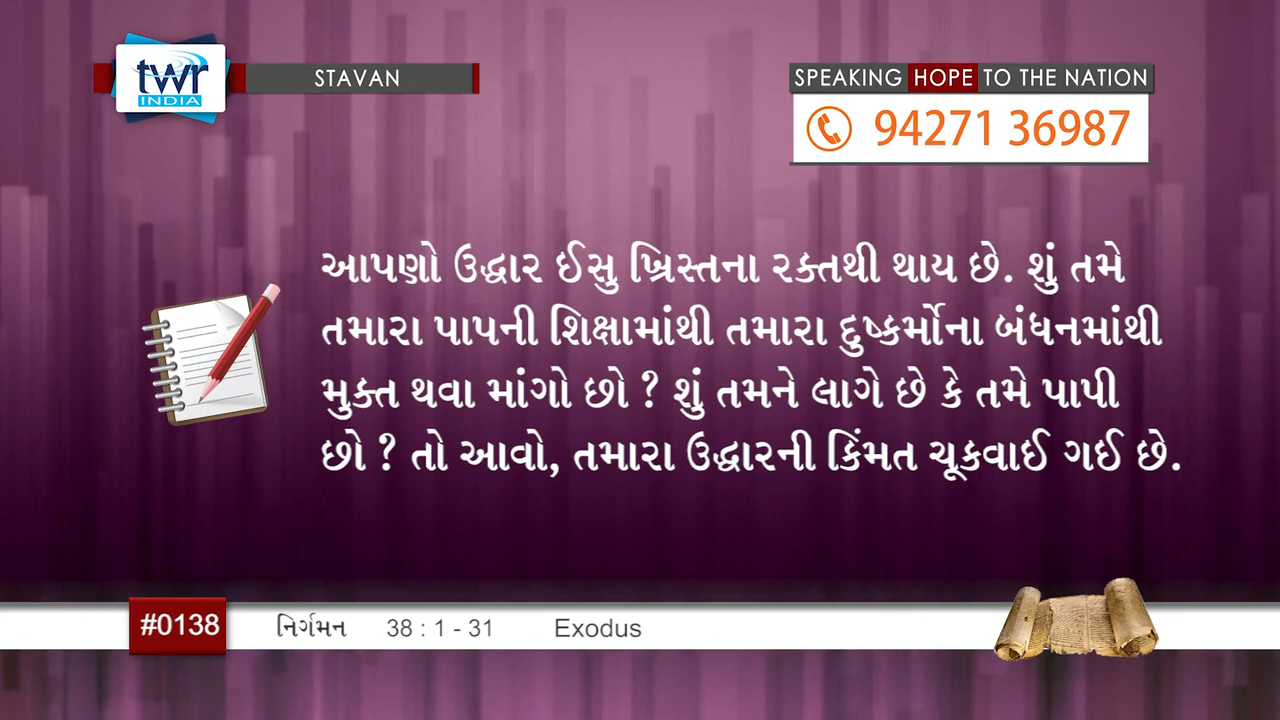 twr
INDIA
STAVAN
SPEAKING HOPE TO THE NATION
94271 36987
આપણો ઉદ્ધાર ઈસુ ખ્રિસ્તના રક્તથી થાય છે. શું તમે
તમારા પાપની શિક્ષામાંથી તમારા દુષ્કર્મોના બંધનમાંથી
મુક્ત થવા માંગો છો ? શું તમને લાગે છે કે તમે પાપી
છો ? તો આવો, તમારા ઉદ્ધારની કિંમત ચૂકવાઈ ગઈ છે.
#0138 નિર્ગમન 38 : 1 - 31 Exodus